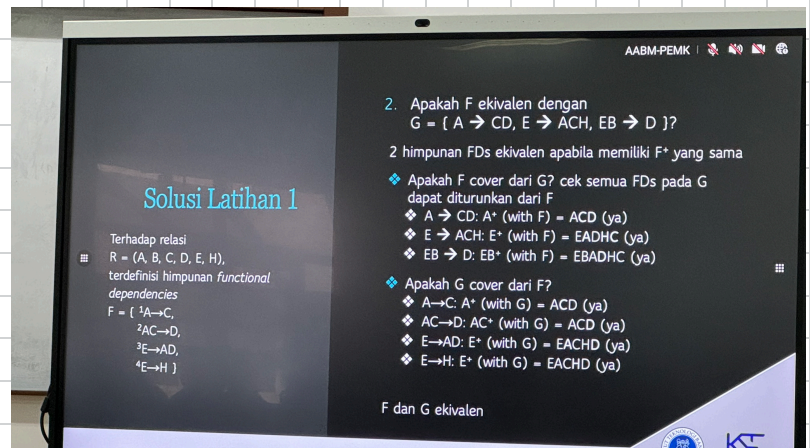 AABM-PEMK
Solusi Latihan 1
Terhadap relasi
R = (A, B, C, D, E, H),
terdefinisi himpunan functional
dependencies
F = { ¹A→C,
²AC→D,
³E→AD,
⁴E→H }
2. Apakah F ekivalen dengan
G = { A → CD, E → ACH, EB → D }?
2 himpunan FDs ekivalen apabila memiliki F⁺ yang sama
❖ Apakah F cover dari G? cek semua FDs pada G
dapat diturunkan dari F
❖ A → CD: A⁺ (with F) = ACD (ya)
❖ E → ACH: E⁺ (with F) = EADHC (ya)
❖ EB → D: EB⁺ (with F) = EBADHC (ya)
❖ Apakah G cover dari F?
❖ A→C: A⁺ (with G) = ACD (ya)
❖ AC→D: AC⁺ (with G) = ACD (ya)
❖ E→AD: E⁺ (with G) = EACHD (ya)
❖ E→H: E⁺ (with G) = EACHD (ya)
F dan G ekivalen